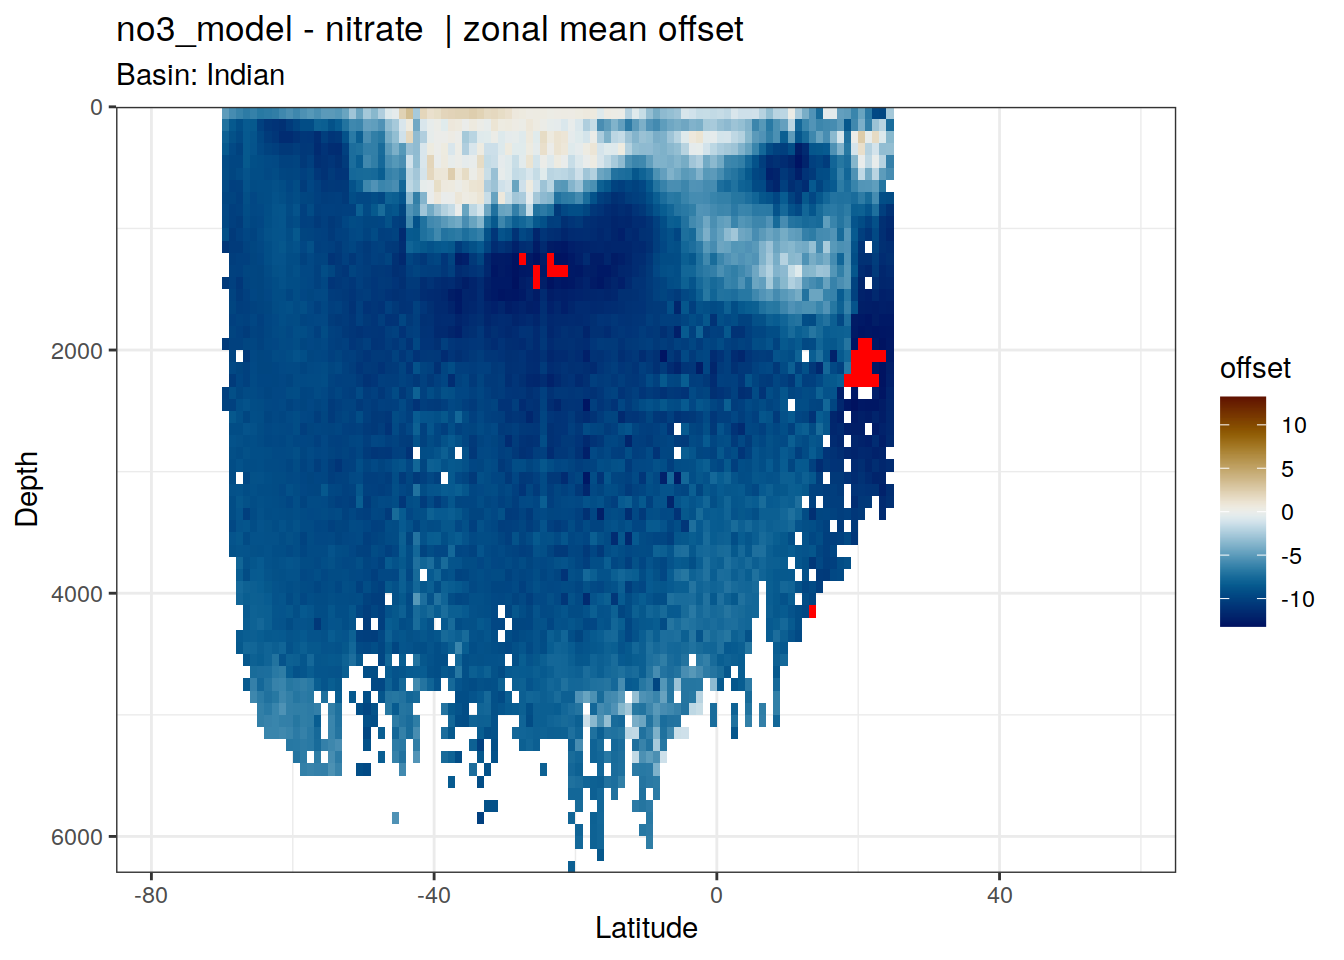 no3_model - nitrate  | zonal mean offset
Basin: Indian
0
2000
4000
6000
Depth
-80
-40
0
40
Latitude
offset
10
5
0
-5
-10